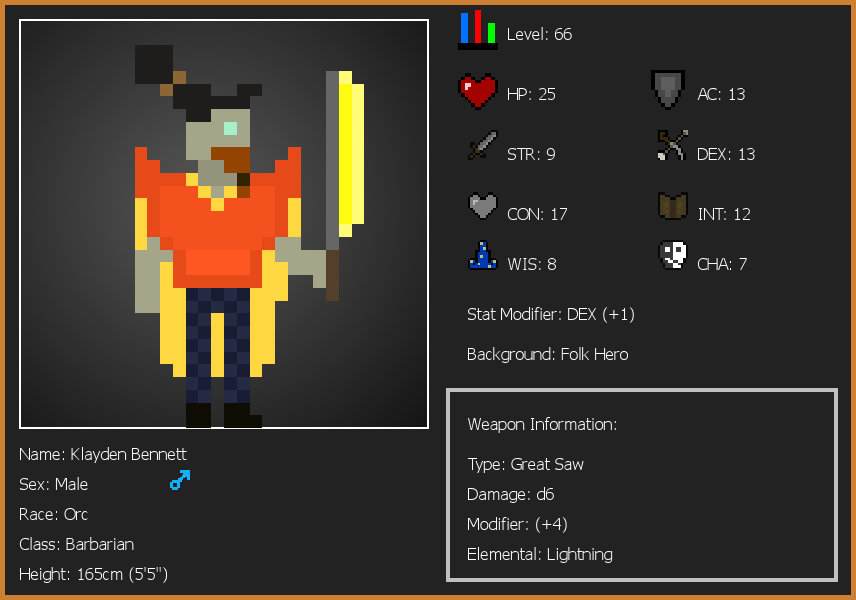 Level: 66
HP: 25
AC: 13
STR: 9
DEX: 13
CON: 17
INT: 12
WIS: 8
CHA: 7
Stat Modifier: DEX (+1)
Background: Folk Hero
Weapon Information:
Type: Great Saw
Damage: d6
Modifier: (+4)
Elemental: Lightning
Name: Klayden Bennett
Sex: Male
Race: Orc
Class: Barbarian
Height: 165cm (5'5")